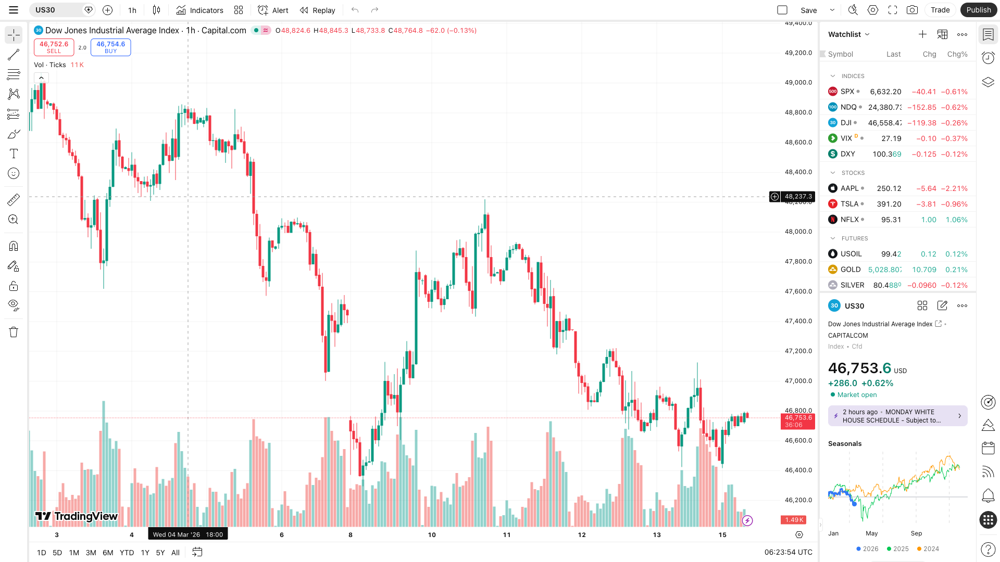 US30 1h Indicators Alert Replay Save Trade Publish
30 Dow Jones Industrial Average Index · 1h · Capital.com O48,824.6 H48,845.3 L48,733.8 C48,764.8 −62.0 (−0.13%)
46,752.6 SELL 2.0 46,754.6 BUY
Vol · Ticks 11K
49,400.0
49,200.0
49,000.0
48,800.0
48,600.0
48,400.0
48,237.3
48,200.0
48,000.0
47,800.0
47,600.0
47,400.0
47,200.0
47,000.0
46,800.0
46,753.6
36:06
46,600.0
46,400.0
46,200.0
1.49K
TradingView
3 4 Wed 04 Mar '26 18:00 6 8 10 11 12 13 15
1D 5D 1M 3M 6M YTD 1Y 5Y All 06:23:54 UTC
Watchlist
Symbol Last Chg Chg%
INDICES
500 SPX 6,632.20 −40.41 −0.61%
100 NDQ 24,380.73 −152.85 −0.62%
30 DJI 46,558.47 −119.38 −0.26%
VIX D 27.19 −0.10 −0.37%
$ DXY 100.369 −0.125 −0.12%
STOCKS
AAPL 250.12 −5.64 −2.21%
TSLA 391.20 −3.81 −0.96%
N NFLX 95.31 1.00 1.06%
FUTURES
USOIL 99.42 0.12 0.12%
GOLD 5,028.807 10.709 0.21%
SILVER 80.4880 −0.0960 −0.12%
30 US30
Dow Jones Industrial Average Index •
CAPITALCOM
Index • Cfd
46,753.6 USD
+286.0 +0.62%
Market open
2 hours ago • MONDAY WHITE
HOUSE SCHEDULE - Subject to...
Seasonals
Jan May Sep
2026 2025 2024